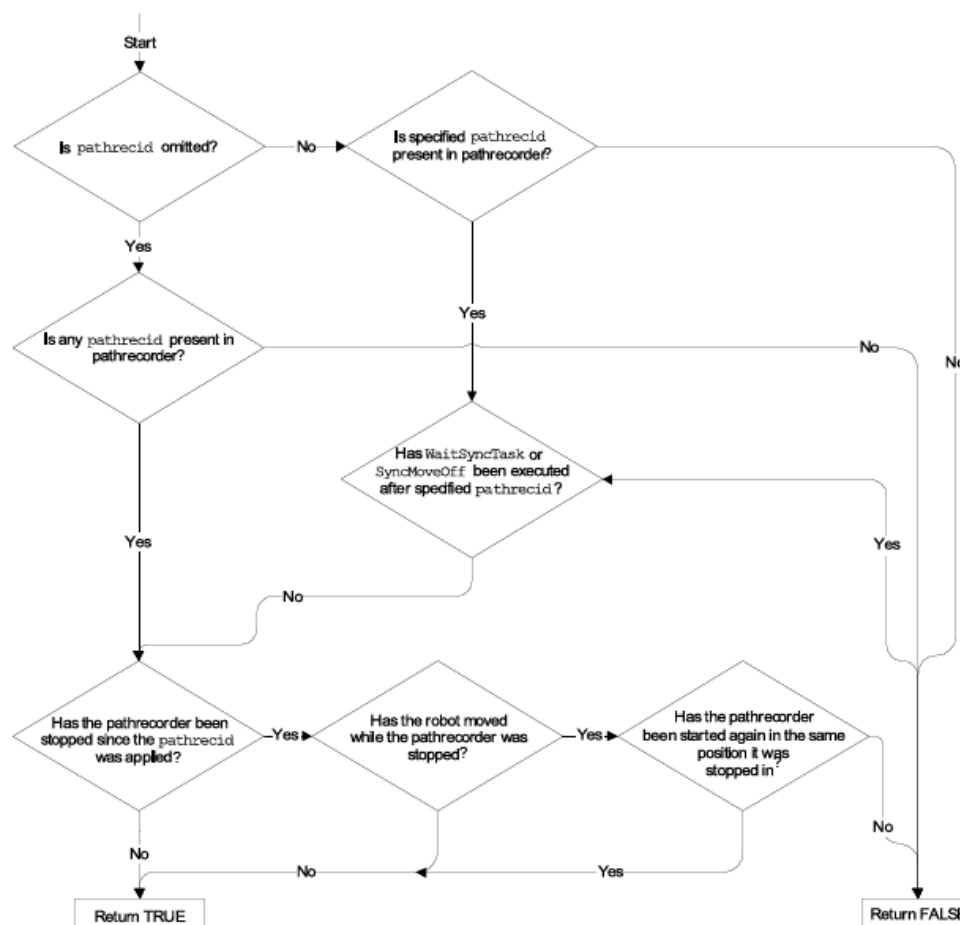 Start
Is pathrecid omitted?
No
Is specified pathrecid
present in pathrecorder?
Yes
Is any pathrecid present in
pathrecorder?
Yes
No
No
Has WaitSyncTask or
SyncMoveOff been executed
after specified pathrecid?
Yes
Yes
No
Has the pathrecorder been
stopped since the pathrecid
was applied?
Yes
Has the robot moved
while the pathrecorder was
stopped?
Yes
Has the pathrecorder
been started again in the same
position it was
stopped in?
No
No
No
Yes
Return TRUE
Return FALSE